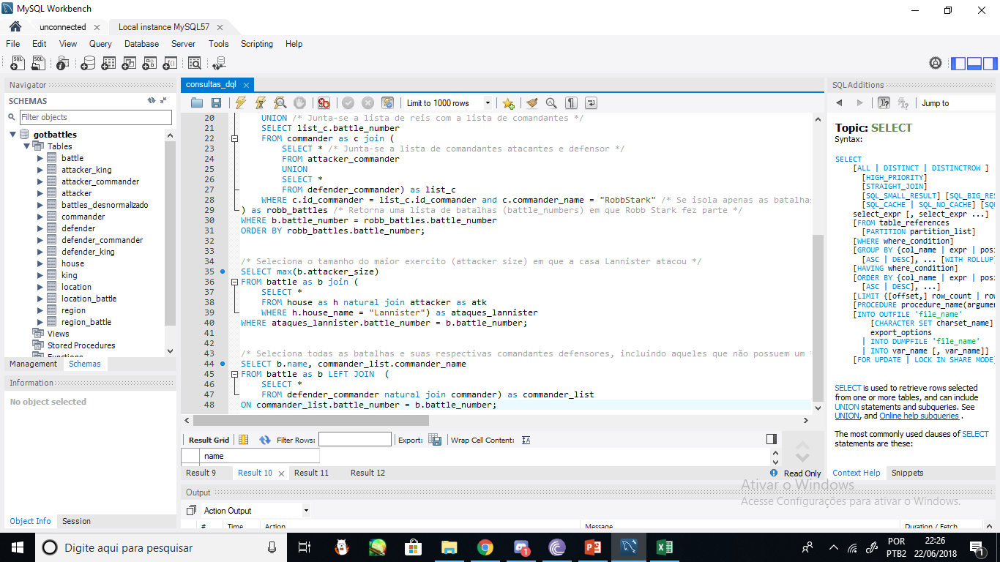 MySQL Workbench
unconnected
Local instance MySQL57
File Edit View Query Database Server Tools Scripting Help
Navigator
SCHEMAS
Filter objects
gotbattles
Tables
battle
attacker_king
attacker_commander
attacker
battles_desnormalizado
commander
defender
defender_commander
defender_king
house
king
location
location_battle
region
region_battle
Views
Stored Procedures
Functions
Management Schemas
Information
No object selected
Object Info Session
consultas_dql
Limit to 1000 rows
20 UNION /* Junta-se a lista de reis com a lista de comandantes */
21 SELECT list_c.battle_number
22 FROM commander as c join (
23 SELECT * /* Junta-se a lista de comandantes atacantes e defensor */
24 FROM attacker_commander
25 UNION
26 SELECT *
27 FROM defender_commander) as list_c
28 WHERE c.id_commander = list_c.id_commander and c.commander_name = "RobbStark" /* Se isola apenas as batalha
29 ) as robb_battles /* Retorna uma lista de batalhas (battle_numbers) em que Robb Stark fez parte */
30 WHERE b.battle_number = robb_battles.battle_number
31 ORDER BY robb_battles.battle_number;
32
33
34 /* Seleciona o tamanho do maior exercito (attacker size) em que a casa Lannister atacou */
35 SELECT max(b.attacker_size)
36 FROM battle as b join (
37 SELECT *
38 FROM house as h natural join attacker as atk
39 WHERE h.house_name = "Lannister") as ataques_lannister
40 WHERE ataques_lannister.battle_number = b.battle_number;
41
42
43 /* Seleciona todas as batalha e suas respectivas comandantes defensores, incluindo aqueles que não possuem um
44 SELECT b.name, commander_list.commander_name
45 FROM battle as b LEFT JOIN (
46 SELECT *
47 FROM defender_commander natural join commander) as commander_list
48 ON commander_list.battle_number = b.battle_number;
Result Grid Filter Rows: Export: Wrap Cell Content:
name
Result 9 Result 10 Result 11 Result 12
Read Only
Output
Action Output
# Time Action Message Duration / Fetch
SQLAdditions
Jump to
Topic: SELECT
Syntax:
SELECT
[ALL | DISTINCT | DISTINCTROW ]
[HIGH_PRIORITY]
[STRAIGHT_JOIN]
[SQL_SMALL_RESULT] [SQL_BIG_RES
[SQL_CACHE | SQL_NO_CACHE] [SQ
select_expr [, select_expr ...]
[FROM table_references
[PARTITION partition_list]
[WHERE where_condition]
[GROUP BY {col_name | expr | pos
[ASC | DESC], ... [WITH ROLLUP
[HAVING where_condition]
[ORDER BY {col_name | expr | pos
[ASC | DESC], ...]
[LIMIT {[offset,] row_count | ro
[PROCEDURE procedure_name(argume
[INTO OUTFILE 'file_name'
[CHARACTER SET charset_name]
export_options
| INTO DUMPFILE 'file_name'
| INTO var_name [, var_name]]
[FOR UPDATE | LOCK IN SHARE MODE
SELECT is used to retrieve rows selected
from one or more tables, and can include
UNION statements and subqueries. See
UNION, and Online help subqueries .
The most commonly used clauses of SELECT
statements are these:
Context Help Snippets
Ativar o Windows
Acesse Configurações para ativar o Windows.
Digite aqui para pesquisar
POR
PTB2
22:26
22/06/2018
1